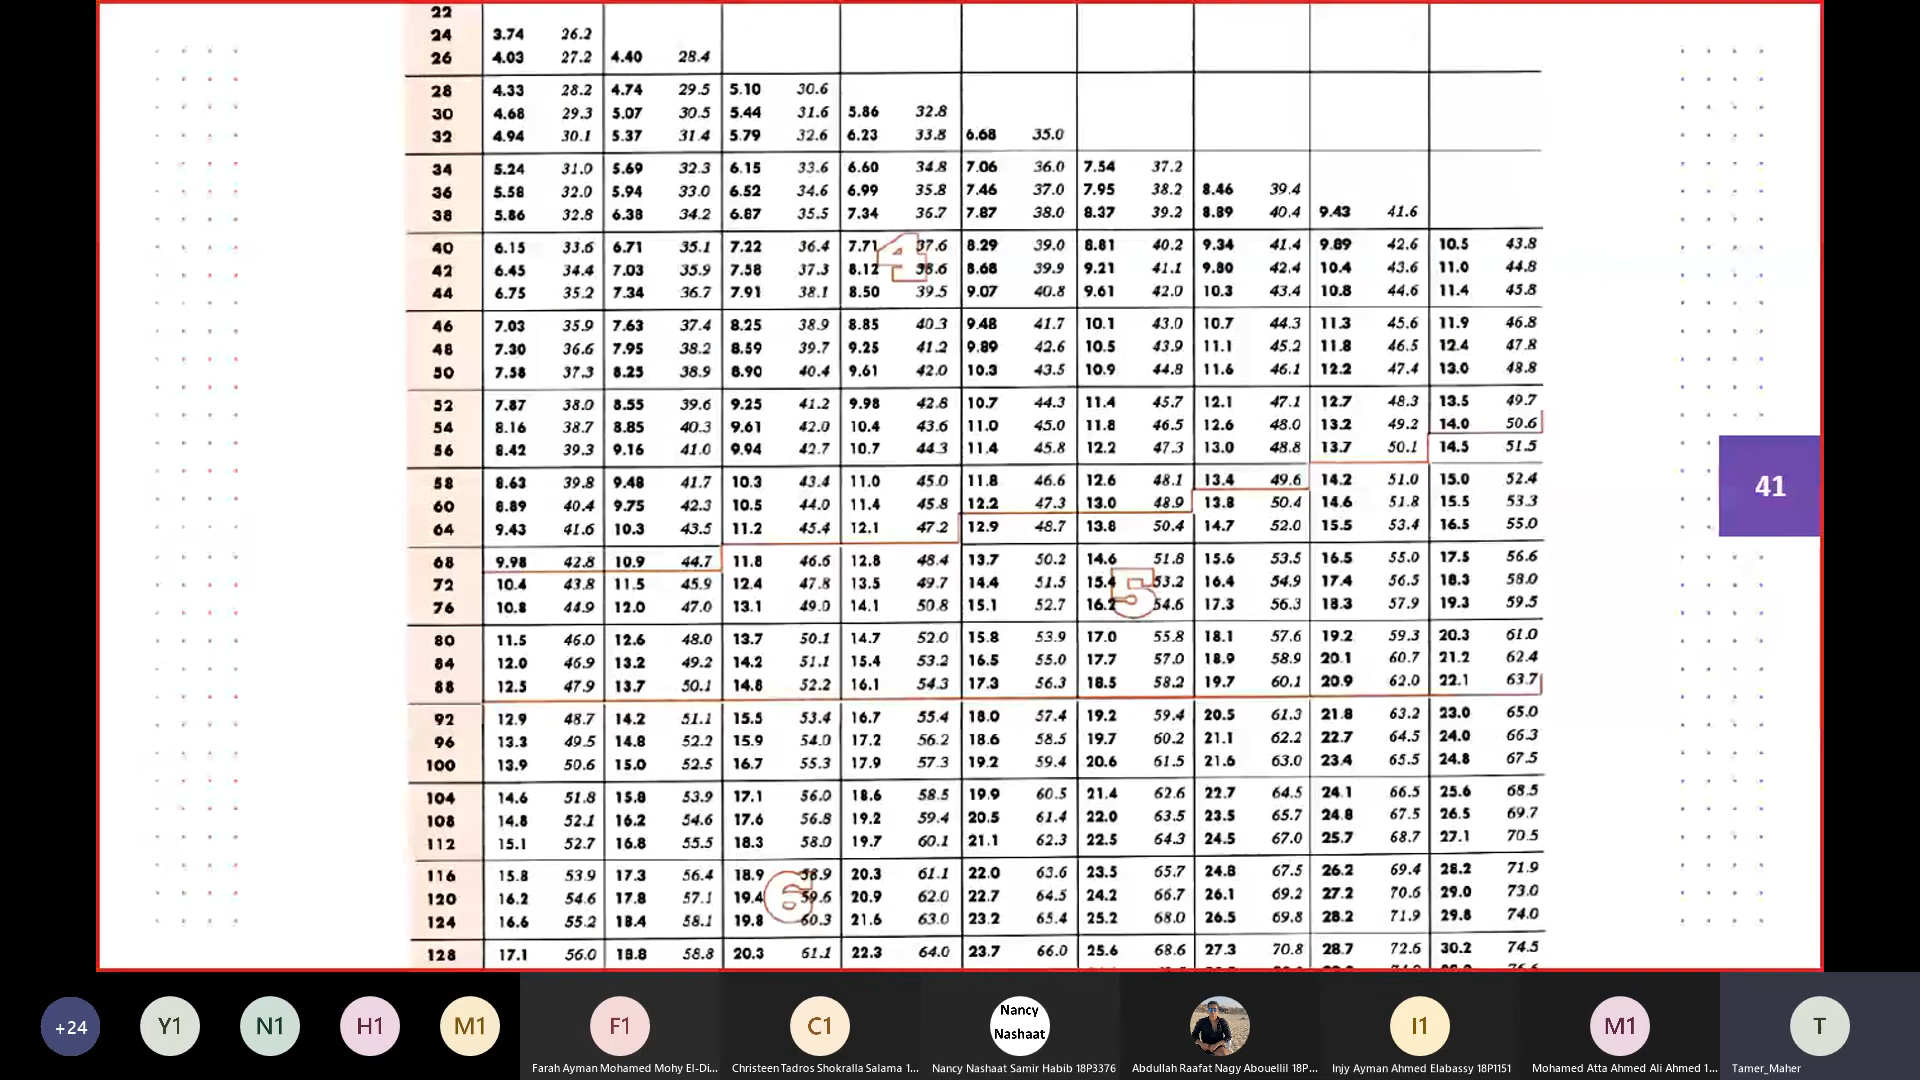 22
24 3.74 26.2
26 4.03 27.2 4.40 28.4
28 4.33 28.2 4.74 29.5 5.10 30.6
30 4.68 29.3 5.07 30.5 5.44 31.6 5.86 32.8
32 4.94 30.1 5.37 31.4 5.79 32.6 6.23 33.8 6.68 35.0
34 5.24 31.0 5.69 32.3 6.15 33.6 6.60 34.8 7.06 36.0 7.54 37.2
36 5.58 32.0 5.94 33.0 6.52 34.6 6.99 35.8 7.46 37.0 7.95 38.2 8.46 39.4
38 5.86 32.8 6.38 34.2 6.87 35.5 7.34 36.7 7.87 38.0 8.37 39.2 8.89 40.4 9.43 41.6
40 6.15 33.6 6.71 35.1 7.22 36.4 7.71 37.6 8.29 39.0 8.81 40.2 9.34 41.4 9.89 42.6 10.5 43.8
4
42 6.45 34.4 7.03 35.9 7.58 37.3 8.12 38.6 8.68 39.9 9.21 41.1 9.80 42.4 10.4 43.6 11.0 44.8
44 6.75 35.2 7.34 36.7 7.91 38.1 8.50 39.5 9.07 40.8 9.61 42.0 10.3 43.4 10.8 44.6 11.4 45.8
46 7.03 35.9 7.63 37.4 8.25 38.9 8.85 40.3 9.48 41.7 10.1 43.0 10.7 44.3 11.3 45.6 11.9 46.8
48 7.30 36.6 7.95 38.2 8.59 39.7 9.25 41.2 9.89 42.6 10.5 43.9 11.1 45.2 11.8 46.5 12.4 47.8
50 7.58 37.3 8.25 38.9 8.90 40.4 9.61 42.0 10.3 43.5 10.9 44.8 11.6 46.1 12.2 47.4 13.0 48.8
52 7.87 38.0 8.55 39.6 9.25 41.2 9.98 42.8 10.7 44.3 11.4 45.7 12.1 47.1 12.7 48.3 13.5 49.7
54 8.16 38.7 8.85 40.3 9.61 42.0 10.4 43.6 11.0 45.0 11.8 46.5 12.6 48.0 13.2 49.2 14.0 50.6
56 8.42 39.3 9.16 41.0 9.94 42.7 10.7 44.3 11.4 45.8 12.2 47.3 13.0 48.8 13.7 50.1 14.5 51.5
58 8.63 39.8 9.48 41.7 10.3 43.4 11.0 45.0 11.8 46.6 12.6 48.1 13.4 49.6 14.2 51.0 15.0 52.4
41
60 8.89 40.4 9.75 42.3 10.5 44.0 11.4 45.8 12.2 47.3 13.0 48.9 13.8 50.4 14.6 51.8 15.5 53.3
64 9.43 41.6 10.3 43.5 11.2 45.4 12.1 47.2 12.9 48.7 13.8 50.4 14.7 52.0 15.5 53.4 16.5 55.0
68 9.98 42.8 10.9 44.7 11.8 46.6 12.8 48.4 13.7 50.2 14.6 51.8 15.6 53.5 16.5 55.0 17.5 56.6
72 10.4 43.8 11.5 45.9 12.4 47.8 13.5 49.7 14.4 51.5 15.4 53.2 16.4 54.9 17.4 56.5 18.3 58.0
5
76 10.8 44.9 12.0 47.0 13.1 49.0 14.1 50.8 15.1 52.7 16.2 54.6 17.3 56.3 18.3 57.9 19.3 59.5
80 11.5 46.0 12.6 48.0 13.7 50.1 14.7 52.0 15.8 53.9 17.0 55.8 18.1 57.6 19.2 59.3 20.3 61.0
84 12.0 46.9 13.2 49.2 14.2 51.1 15.4 53.2 16.5 55.0 17.7 57.0 18.9 58.9 20.1 60.7 21.2 62.4
88 12.5 47.9 13.7 50.1 14.8 52.2 16.1 54.3 17.3 56.3 18.5 58.2 19.7 60.1 20.9 62.0 22.1 63.7
92 12.9 48.7 14.2 51.1 15.5 53.4 16.7 55.4 18.0 57.4 19.2 59.4 20.5 61.3 21.8 63.2 23.0 65.0
96 13.3 49.5 14.8 52.2 15.9 54.0 17.2 56.2 18.6 58.5 19.7 60.2 21.1 62.2 22.7 64.5 24.0 66.3
100 13.9 50.6 15.0 52.5 16.7 55.3 17.9 57.3 19.2 59.4 20.6 61.5 21.6 63.0 23.4 65.5 24.8 67.5
104 14.6 51.8 15.8 53.9 17.1 56.0 18.6 58.5 19.9 60.5 21.4 62.6 22.7 64.5 24.1 66.5 25.6 68.5
108 14.8 52.1 16.2 54.6 17.6 56.8 19.2 59.4 20.5 61.4 22.0 63.5 23.5 65.7 24.8 67.5 26.5 69.7
112 15.1 52.7 16.8 55.5 18.3 58.0 19.7 60.1 21.1 62.3 22.5 64.3 24.5 67.0 25.7 68.7 27.1 70.5
116 15.8 53.9 17.3 56.4 18.9 58.9 20.3 61.1 22.0 63.6 23.5 65.7 24.8 67.5 26.2 69.4 28.2 71.9
6
120 16.2 54.6 17.8 57.1 19.4 59.6 20.9 62.0 22.7 64.5 24.2 66.7 26.1 69.2 27.2 70.6 29.0 73.0
124 16.6 55.2 18.4 58.1 19.8 60.3 21.6 63.0 23.2 65.4 25.2 68.0 26.5 69.8 28.2 71.9 29.8 74.0
128 17.1 56.0 18.8 58.8 20.3 61.1 22.3 64.0 23.7 66.0 25.6 68.6 27.3 70.8 28.7 72.6 30.2 74.5
+24 Y1 N1 H1 M1 F1 C1 Nancy Nashaat I1 M1 T
Farah Ayman Mohamed Mohy El-Di... Christeen Tadros Shokralla Salama 1... Nancy Nashaat Samir Habib 18P3376 Abdullah Raafat Nagy Abouellil 18P... Injy Ayman Ahmed Elabassy 18P1151 Mohamed Atta Ahmed Ali Ahmed 1... Tamer_Maher